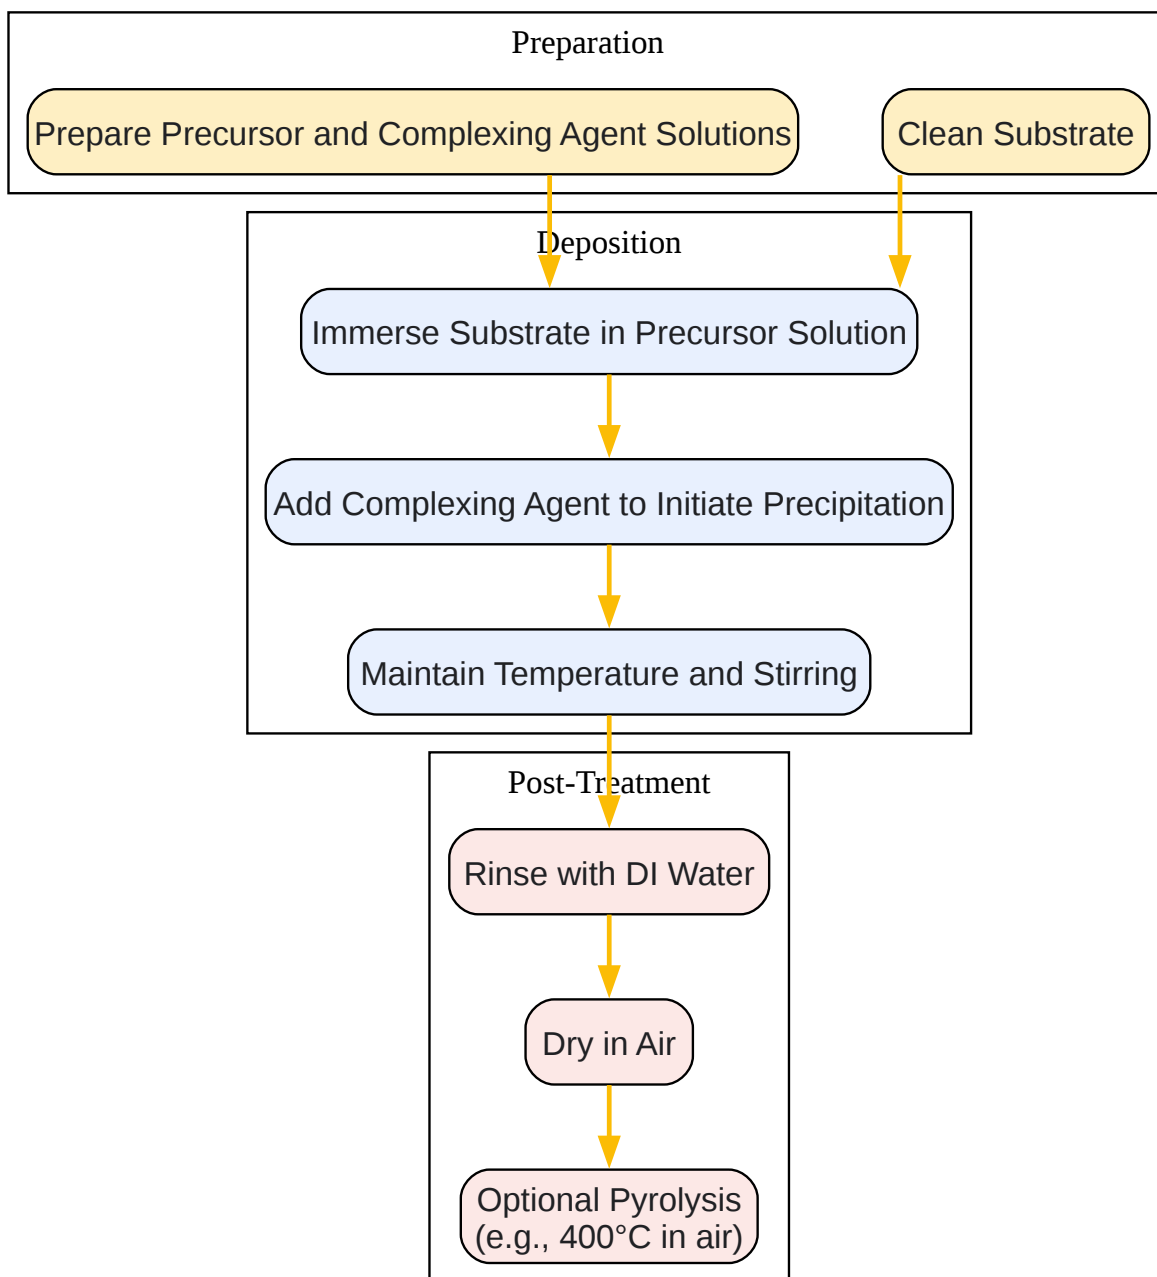 Preparation
Prepare Precursor and Complexing Agent Solutions
Clean Substrate
Deposition
Immerse Substrate in Precursor Solution
Add Complexing Agent to Initiate Precipitation
Maintain Temperature and Stirring
Post-Treatment
Rinse with DI Water
Dry in Air
Optional Pyrolysis
(e.g., 400°C in air)